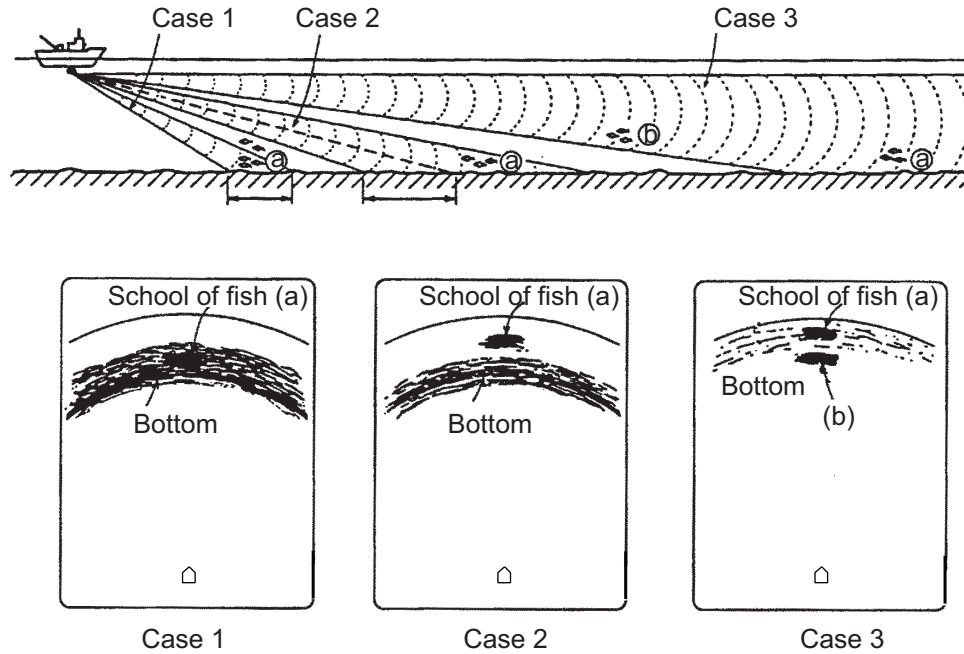 Case 1 Case 2 Case 3
ⓑ
ⓐ ⓐ ⓐ
School of fish (a) School of fish (a) School of fish (a)
Bottom Bottom Bottom
(b)
Case 1 Case 2 Case 3